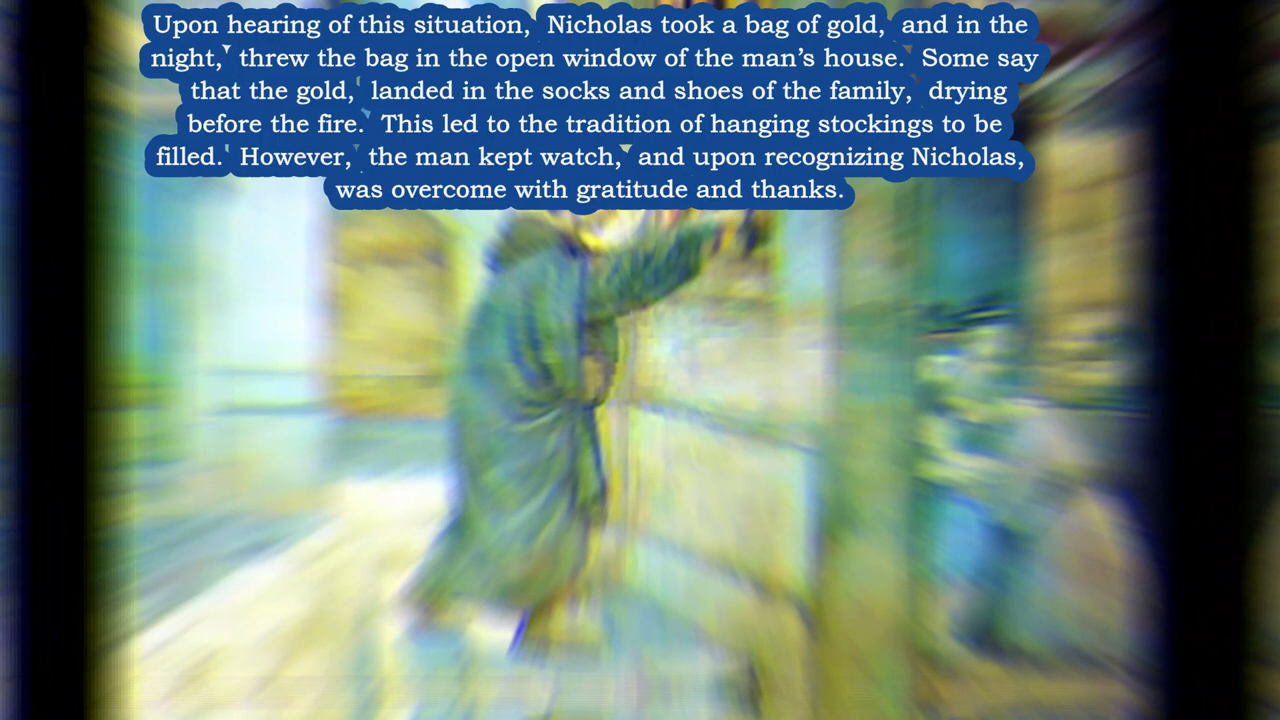 Upon hearing of this situation, Nicholas took a bag of gold, and in the
night, threw the bag in the open window of the man’s house. Some say
that the gold, landed in the socks and shoes of the family, drying
before the fire. This led to the tradition of hanging stockings to be
filled. However, the man kept watch, and upon recognizing Nicholas,
was overcome with gratitude and thanks.